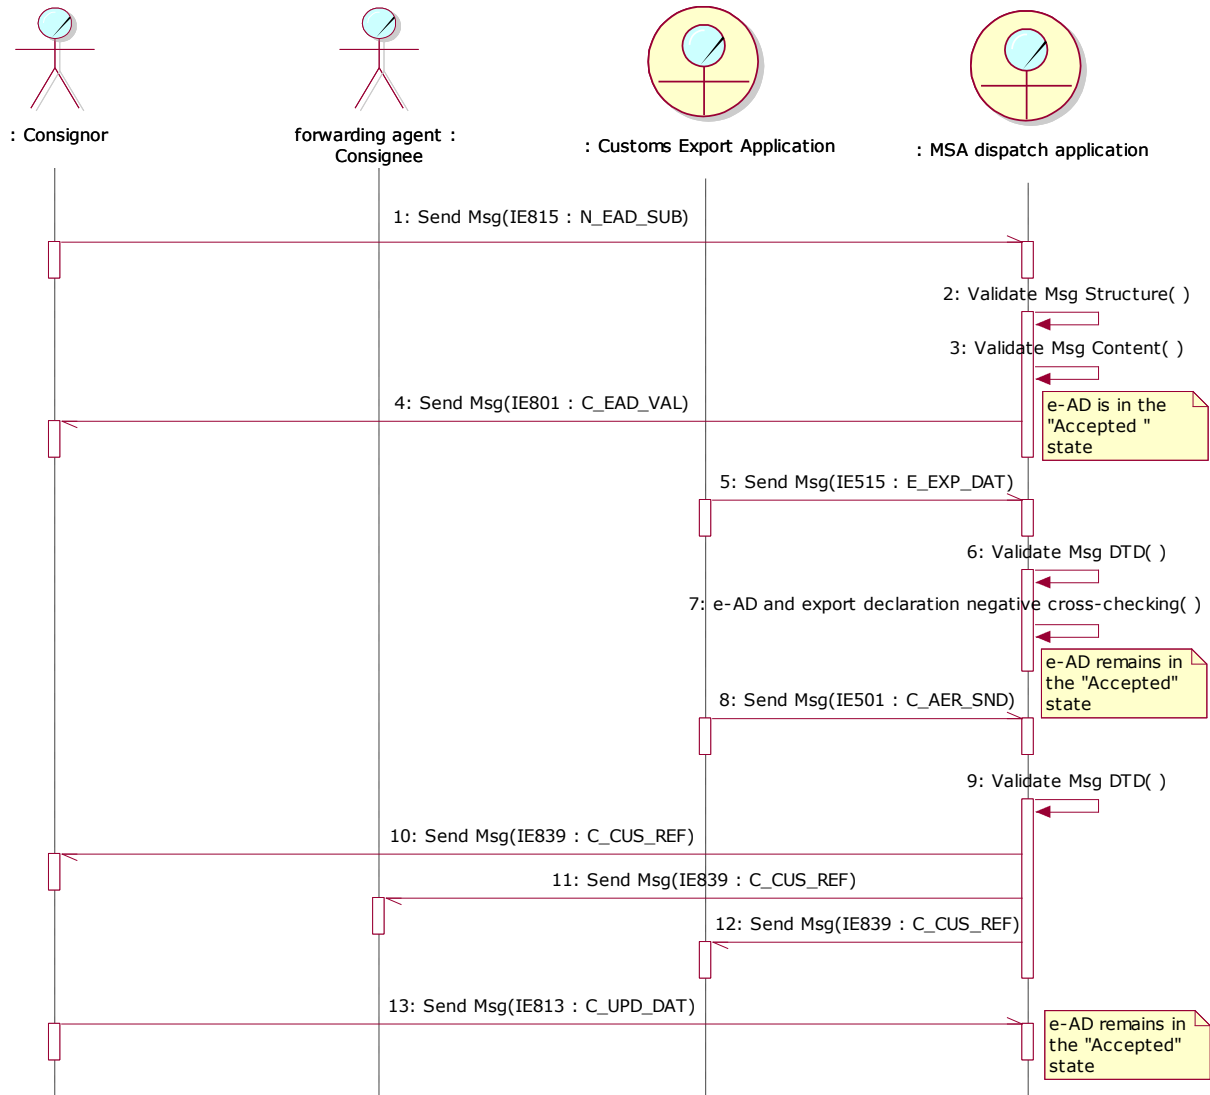 : Consignor
forwarding agent :
Consignee
: Customs Export Application
: MSA dispatch application
1: Send Msg(IE815 : N_EAD_SUB)
2: Validate Msg Structure( )
3: Validate Msg Content( )
4: Send Msg(IE801 : C_EAD_VAL)
e-AD is in the
"Accepted "
state
5: Send Msg(IE515 : E_EXP_DAT)
6: Validate Msg DTD( )
7: e-AD and export declaration negative cross-checking( )
e-AD remains in
the "Accepted"
state
8: Send Msg(IE501 : C_AER_SND)
9: Validate Msg DTD( )
10: Send Msg(IE839 : C_CUS_REF)
11: Send Msg(IE839 : C_CUS_REF)
12: Send Msg(IE839 : C_CUS_REF)
13: Send Msg(IE813 : C_UPD_DAT)
e-AD remains in
the "Accepted"
state